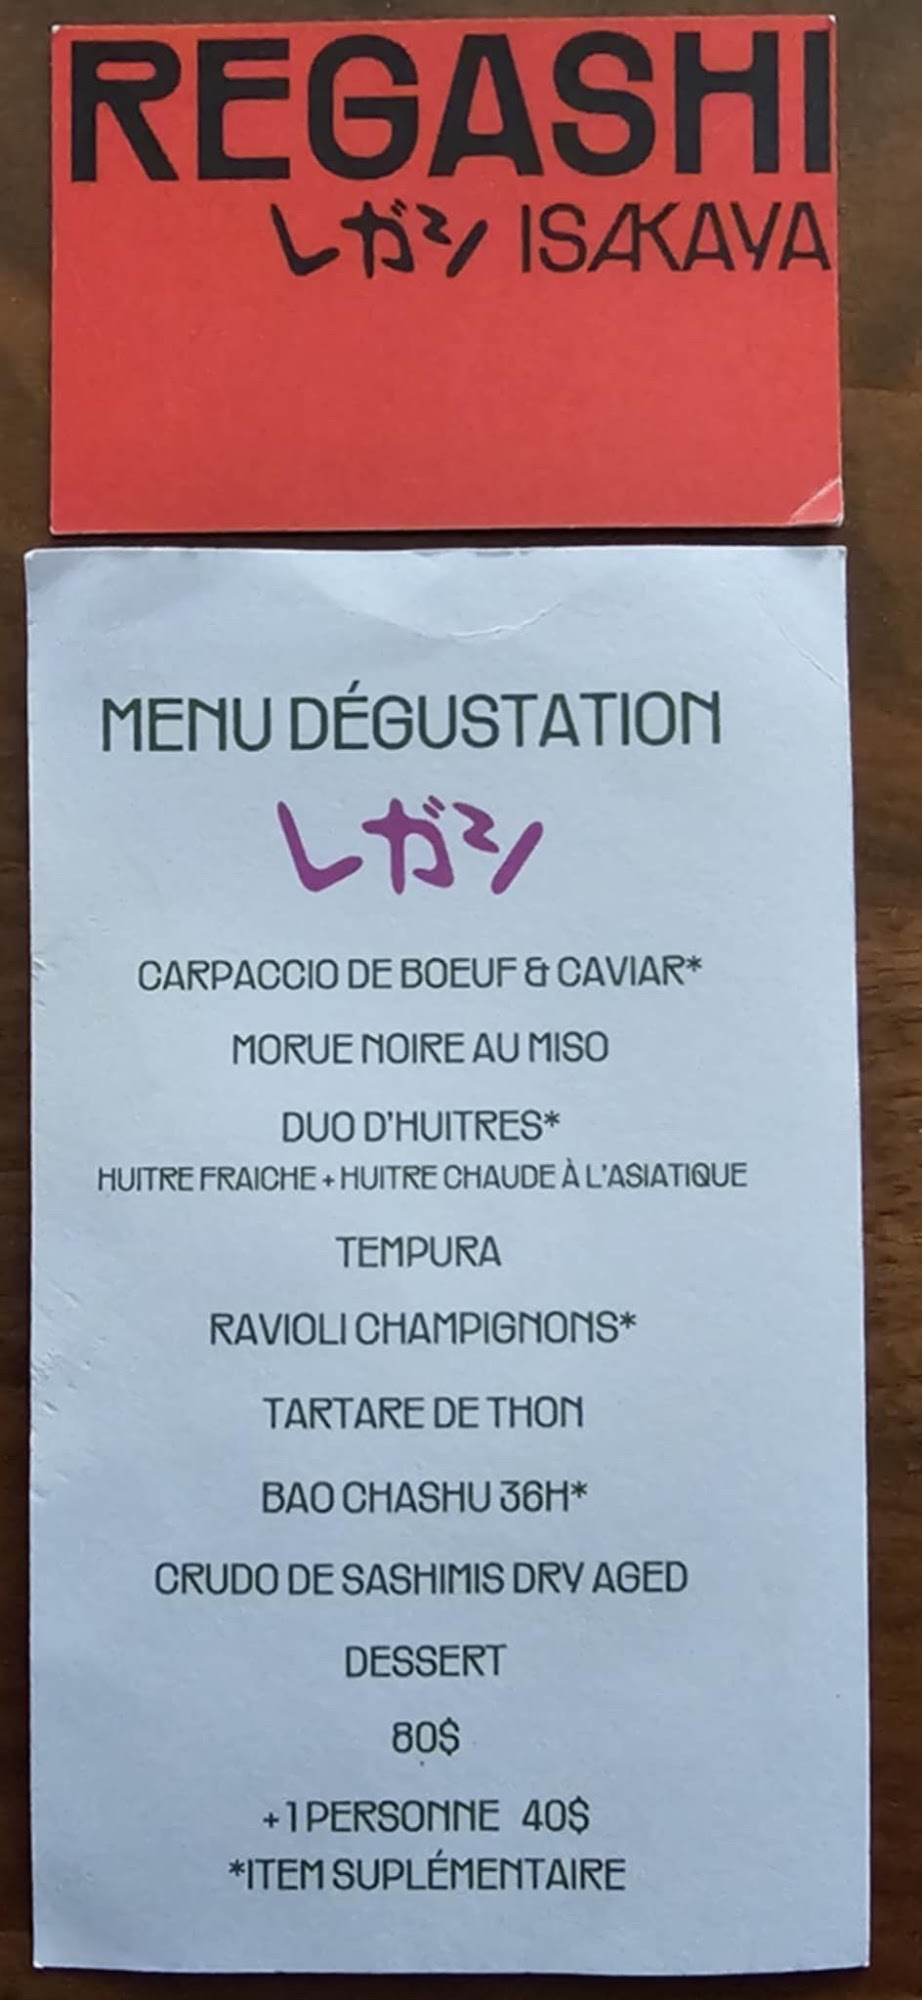 REGASHI
レガシ ISAKAYA
MENU DÉGUSTATION
レガシ
CARPACCIO DE BOEUF & CAVIAR*
MORUE NOIRE AU MISO
DUO D'HUITRES*
HUITRE FRAICHE + HUITRE CHAUDE À L'ASIATIQUE
TEMPURA
RAVIOLI CHAMPIGNONS*
TARTARE DE THON
BAO CHASHU 36H*
CRUDO DE SASHIMIS DRY AGED
DESSERT
80$
+1 PERSONNE 40$
*ITEM SUPLÉMENTAIRE